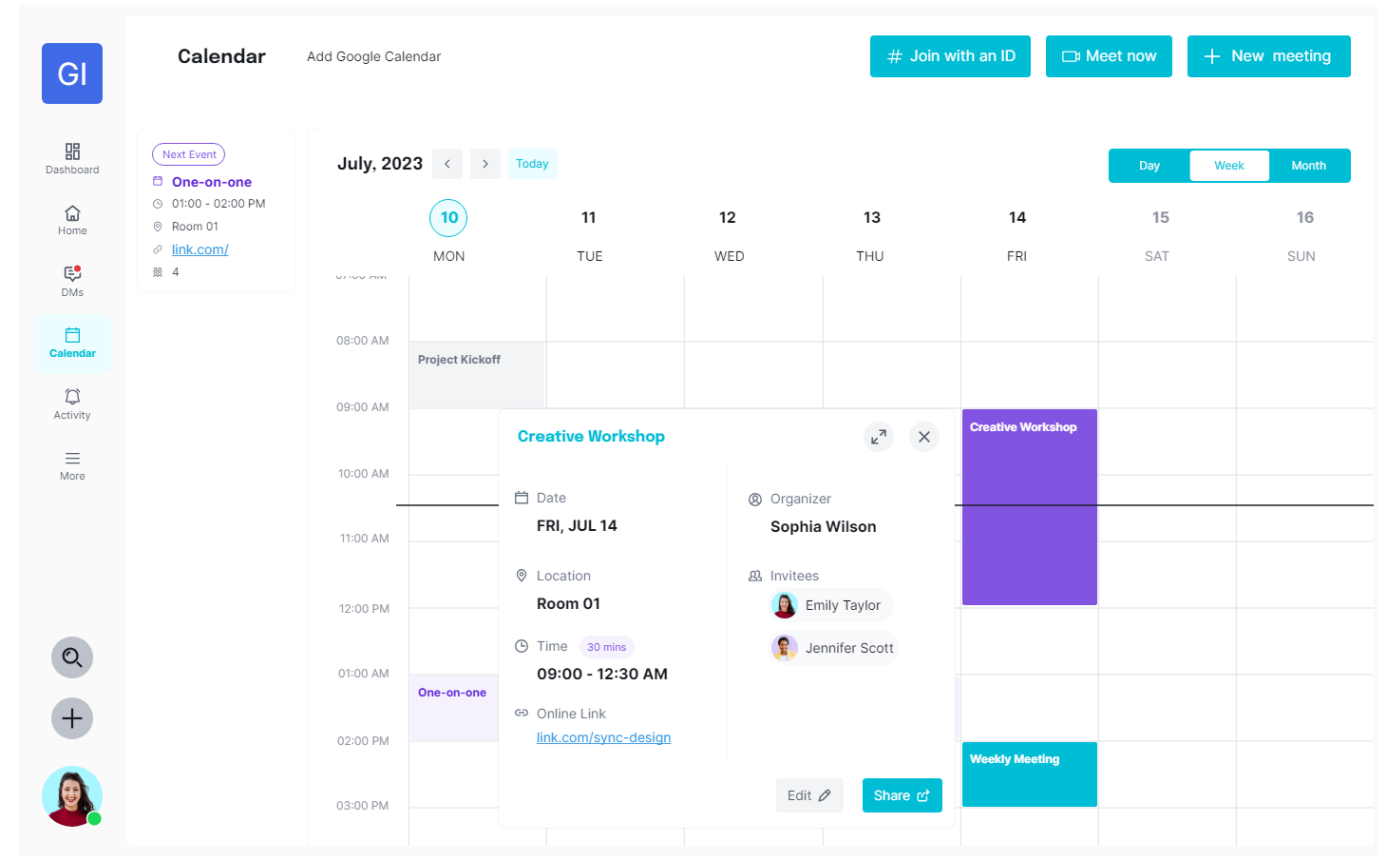 GI
Dashboard
Home
DMs
Calendar
Activity
More
Calendar
Add Google Calendar
# Join with an ID
Meet now
+ New meeting
Next Event
One-on-one
01:00 - 02:00 PM
Room 01
link.com/
4
July, 2023
< >
Today
Day
Week
Month
10 11 12 13 14 15 16
MON TUE WED THU FRI SAT SUN
07:00 AM
08:00 AM
Project Kickoff
09:00 AM
10:00 AM
11:00 AM
12:00 PM
01:00 AM
One-on-one
02:00 PM
03:00 PM
Creative Workshop
Date
FRI, JUL 14
Location
Room 01
Time 30 mins
09:00 - 12:30 AM
Online Link
link.com/sync-design
Organizer
Sophia Wilson
Invitees
Emily Taylor
Jennifer Scott
Edit
Share
Creative Workshop
Weekly Meeting